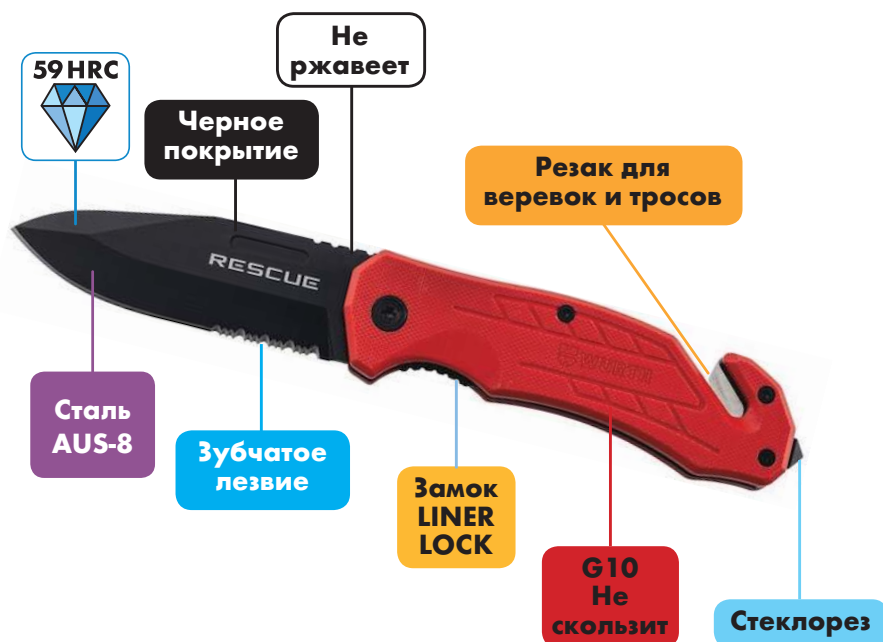 59 HRC
Не
ржавеет
Черное
покрытие
Резак для
веревок и тросов
RESCUE
WÜRTH
Сталь
AUS-8
Зубчатое
лезвие
Замок
LINER
LOCK
G10
Не
скользит
Стеклорез